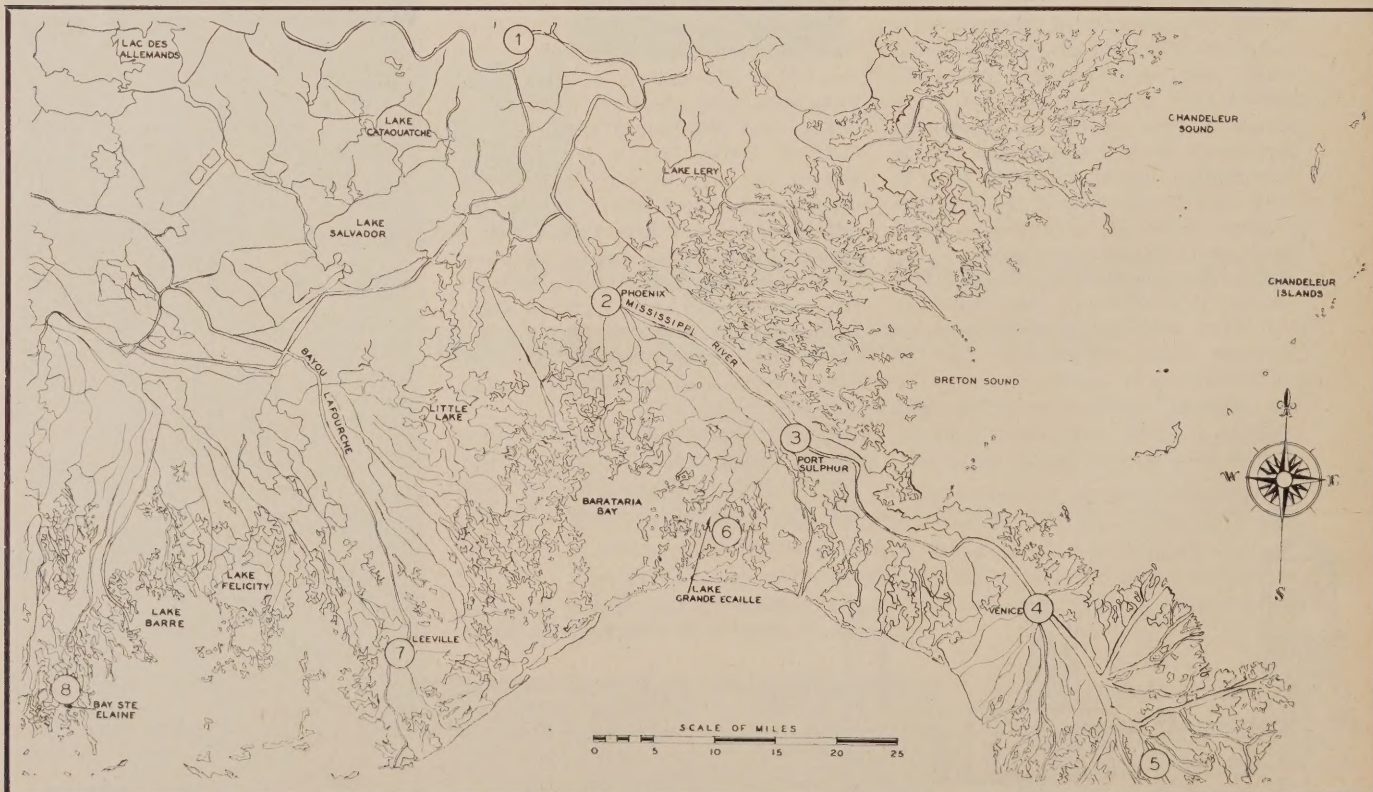 LAC DES
ALLEMANDS
1
LAKE
CATAOUATCHE
CHANDELEUR
SOUND
LAKE LERY
LAKE
SALVADOR
2
PHOENIX
MISSISSIPPI
RIVER
CHANDELEUR
ISLANDS
BAYOU
LAFOURCHE
BRETON SOUND
LITTLE
LAKE
3
PORT
SULPHUR
W
E
S
BARATARIA
BAY
6
LAKE
FELICITY
LAKE
GRANDE ECAILLE
LAKE
BARRE
VENICE
4
LEEVILLE
7
8
BAY STE
ELAINE
SCALE OF MILES
0 5 10 15 20 25
5